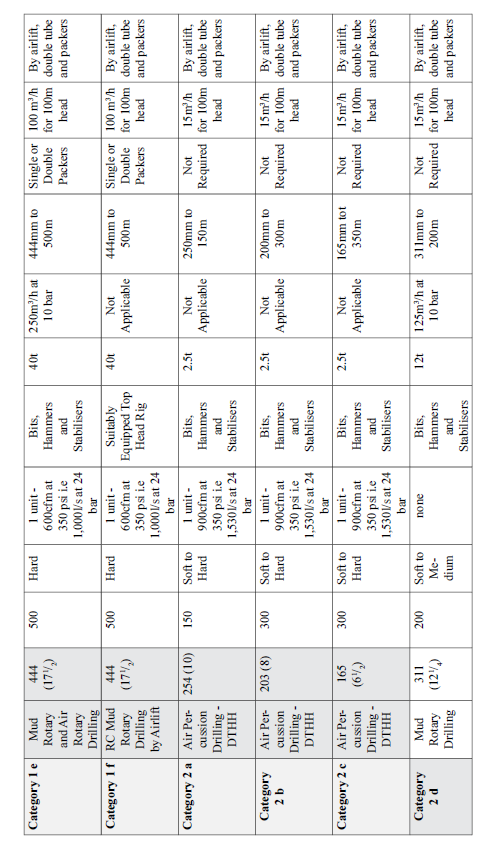 Category 1 e
Mud
Rotary
and Air
Rotary
Drilling
444
(17¹/₂)
500
Hard
1 unit -
600cfm at
350 psi i.e
1,000l/s at 24
bar
Bits,
Hammers
and
Stabilisers
40t
250m³/h at
10 bar
444mm to
500m
Single or
Double
Packers
100 m³/h
for 100m
head
By airlift,
double tube
and packers
Category 1 f
RC Mud
Rotary
Drilling
by Airlift
444
(17¹/₂)
500
Hard
1 unit -
600cfm at
350 psi i.e
1,000l/s at 24
bar
Suitably
Equipped Top
Head Rig
40t
Not
Applicable
444mm to
500m
Single or
Double
Packers
100 m³/h
for 100m
head
By airlift,
double tube
and packers
Category 2 a
Air Per-
cussion
Drilling -
DTHH
254 (10)
150
Soft to
Hard
1 unit -
900cfm at
350 psi i.e
1,530l/s at 24
bar
Bits,
Hammers
and
Stabilisers
2.5t
Not
Applicable
250mm to
150m
Not
Required
15m³/h
for 100m
head
By airlift,
double tube
and packers
Category
2 b
Air Per-
cussion
Drilling -
DTHH
203 (8)
300
Soft to
Hard
1 unit -
900cfm at
350 psi i.e
1,530l/s at 24
bar
Bits,
Hammers
and
Stabilisers
2.5t
Not
Applicable
200mm to
300m
Not
Required
15m³/h
for 100m
head
By airlift,
double tube
and packers
Category 2 c
Air Per-
cussion
Drilling -
DTHH
165
(6¹/₂)
300
Soft to
Hard
1 unit -
900cfm at
350 psi i.e
1,530l/s at 24
bar
Bits,
Hammers
and
Stabilisers
2.5t
Not
Applicable
165mm tot
350m
Not
Required
15m³/h
for 100m
head
By airlift,
double tube
and packers
Category
2 d
Mud
Rotary
Drilling
311
(12¹/₄)
200
Soft to
Me-
dium
none
Bits,
Hammers
and
Stabilisers
12t
125m³/h at
10 bar
311mm to
200m
Not
Required
15m³/h
for 100m
head
By airlift,
double tube
and packers